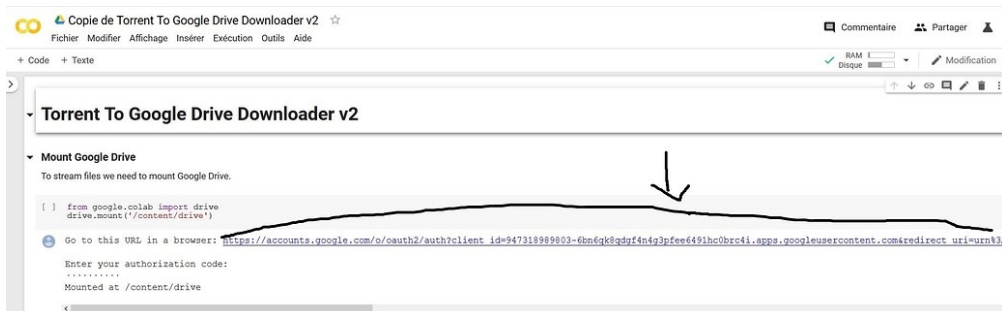 Copie de Torrent To Google Drive Downloader v2
Commentaire Partager
Fichier Modifier Affichage Insérer Exécution Outils Aide
+ Code + Texte
RAM
Disque
Modification
Torrent To Google Drive Downloader v2
Mount Google Drive
To stream files we need to mount Google Drive.
[ ] from google.colab import drive
drive.mount('/content/drive')
Go to this URL in a browser: https://accounts.google.com/o/oauth2/auth?client_id=947318989803-6bn6qk8qdgf4n4g3pfee6491hc0brc4i.apps.googleusercontent.com&redirect_uri=urn%3
Enter your authorization code:
··········
Mounted at /content/drive